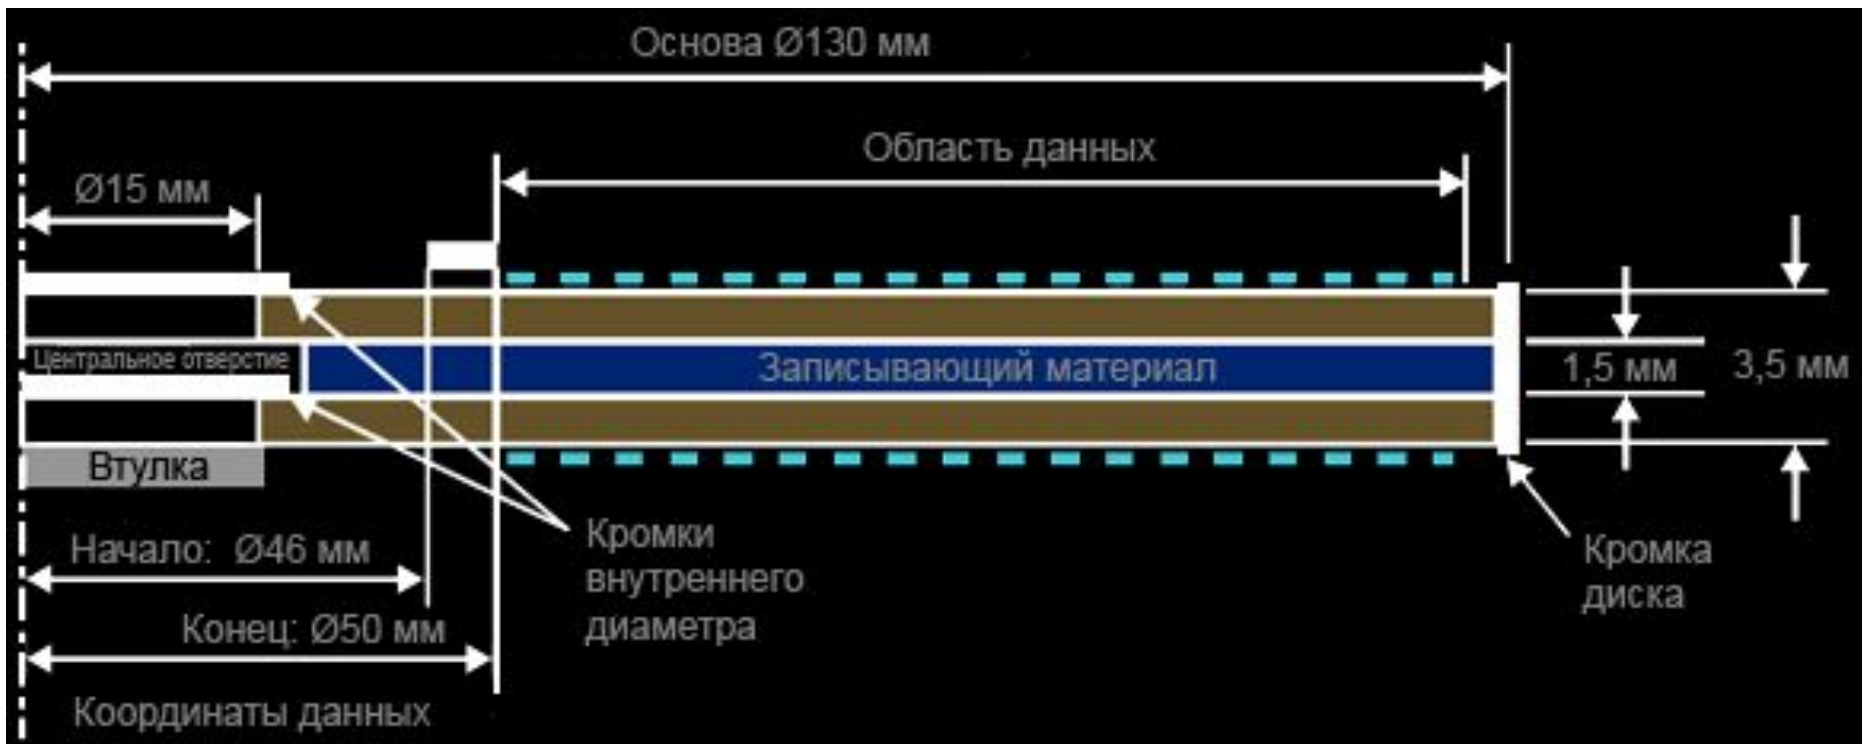 Основа Ø130 мм
Область данных
Ø15 мм
Центральное отверстие
Записывающий материал
1,5 мм
3,5 мм
Втулка
Начало: Ø46 мм
Кромки
внутреннего
диаметра
Кромка
диска
Конец: Ø50 мм
Координаты данных